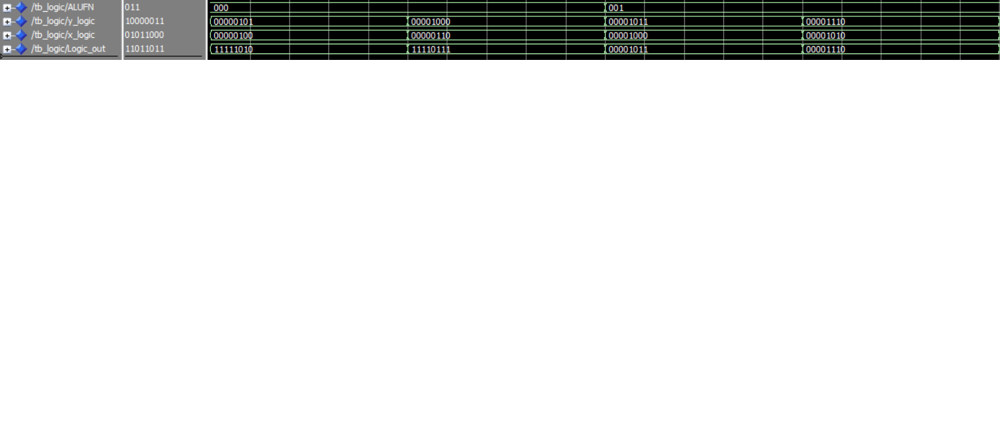 /tb_logic/ALUFN 011 000 001
/tb_logic/y_logic 10000011 00000101 00001000 00001011 00001110
/tb_logic/x_logic 01011000 00000100 00000110 00001000 00001010
/tb_logic/Logic_out 11011011 11111010 11110111 00001011 00001110